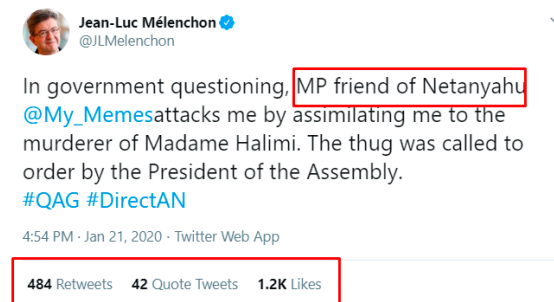 Jean-Luc Mélenchon
@JLMelenchon
In government questioning, MP friend of Netanyahu
@My_Memesattacks me by assimilating me to the
murderer of Madame Halimi. The thug was called to
order by the President of the Assembly.
#QAG #DirectAN
4:54 PM · Jan 21, 2020 · Twitter Web App
484 Retweets 42 Quote Tweets 1.2K Likes